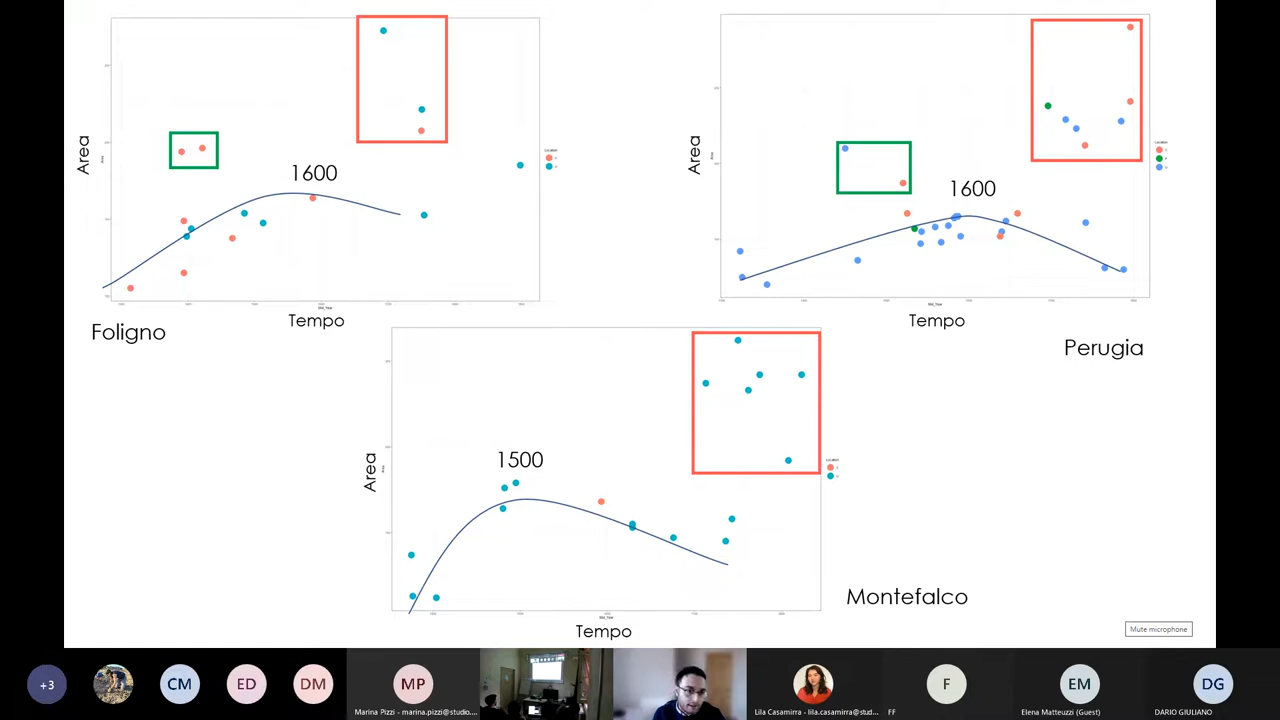 Area
1600
Tempo
Foligno
Area
1600
Tempo
Perugia
Area
1500
Tempo
Montefalco
Mute microphone
+3
CM
ED
DM
MP
Marina Pizzi - marina.pizzi@studio....
Lila Casamirra - lila.casamirra@stud...
F
FF
EM
Elena Matteuzzi (Guest)
DG
DARIO GIULIANO